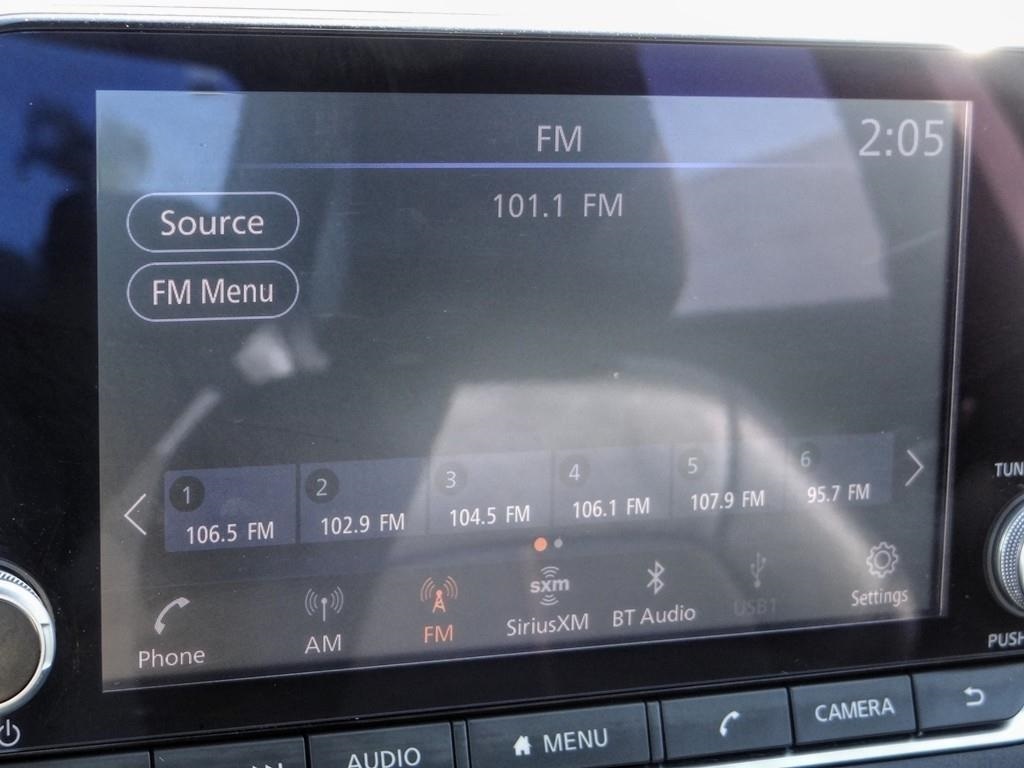 FM
2:05
101.1 FM
Source
FM Menu
1
2
3
4
5
6
106.5 FM
102.9 FM
104.5 FM
106.1 FM
107.9 FM
95.7 FM
Phone
AM
FM
sxm
SiriusXM
BT Audio
USB1
Settings
TUN
PUSH
AUDIO
MENU
CAMERA